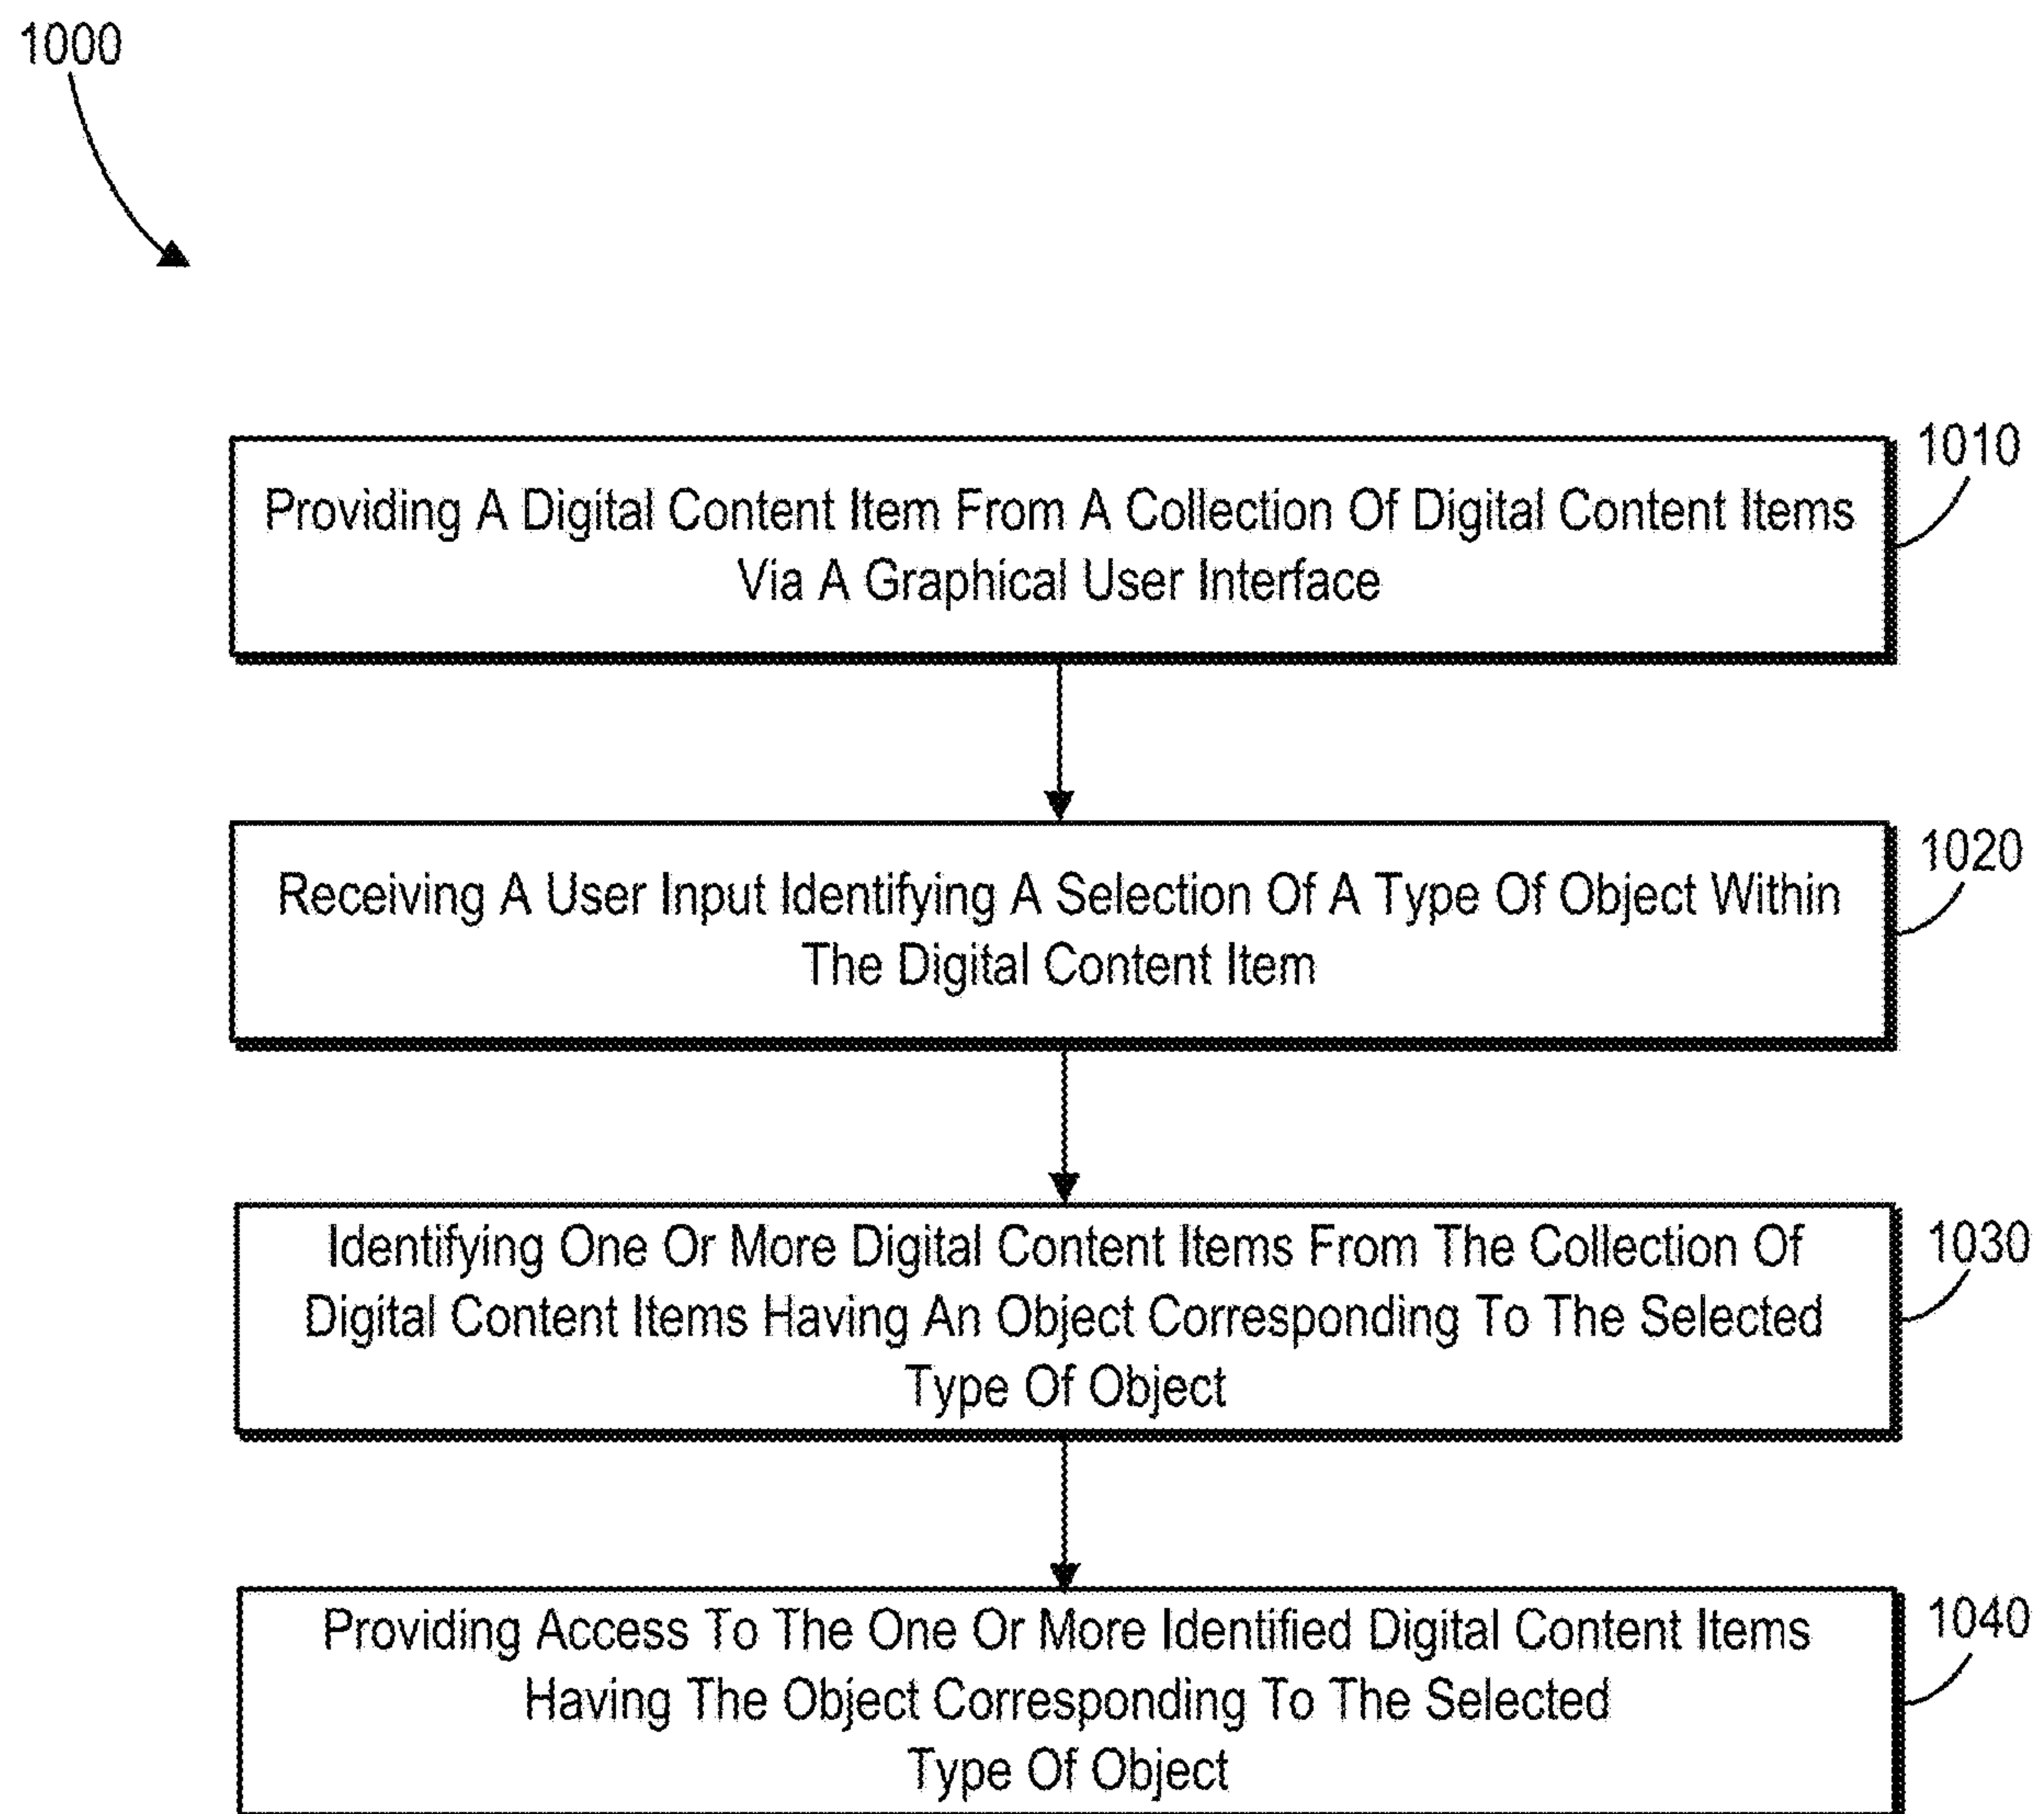 1000
Providing A Digital Content Item From A Collection Of Digital Content Items
Via A Graphical User Interface
1010
Receiving A User Input Identifying A Selection Of A Type Of Object Within
The Digital Content Item
1020
Identifying One Or More Digital Content Items From The Collection Of
Digital Content Items Having An Object Corresponding To The Selected
Type Of Object
1030
Providing Access To The One Or More Identified Digital Content Items
Having The Object Corresponding To The Selected
Type Of Object
1040